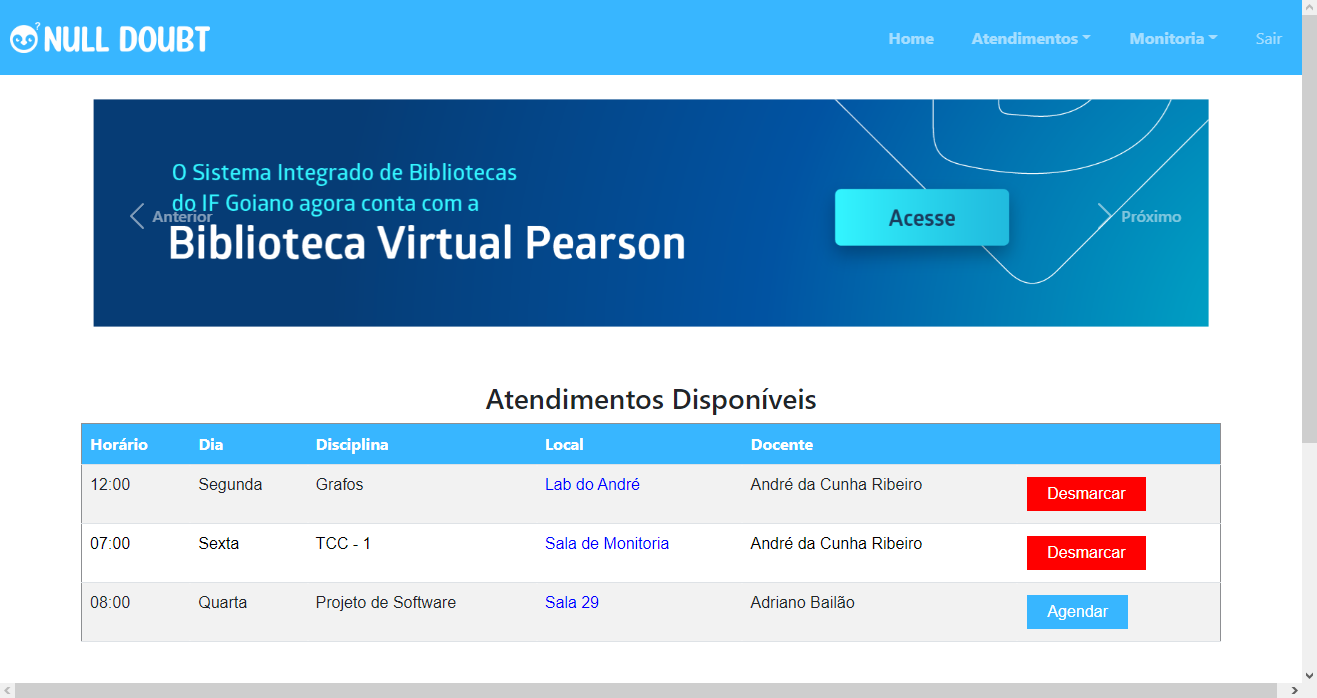 ? NULL DOUBT Home Atendimentos Monitoria Sair
O Sistema Integrado de Bibliotecas
do IF Goiano agora conta com a
Anterior Acesse Próximo
Biblioteca Virtual Pearson
Atendimentos Disponíveis
Horário Dia Disciplina Local Docente
12:00 Segunda Grafos Lab do André André da Cunha Ribeiro Desmarcar
07:00 Sexta TCC - 1 Sala de Monitoria André da Cunha Ribeiro Desmarcar
08:00 Quarta Projeto de Software Sala 29 Adriano Bailão Agendar